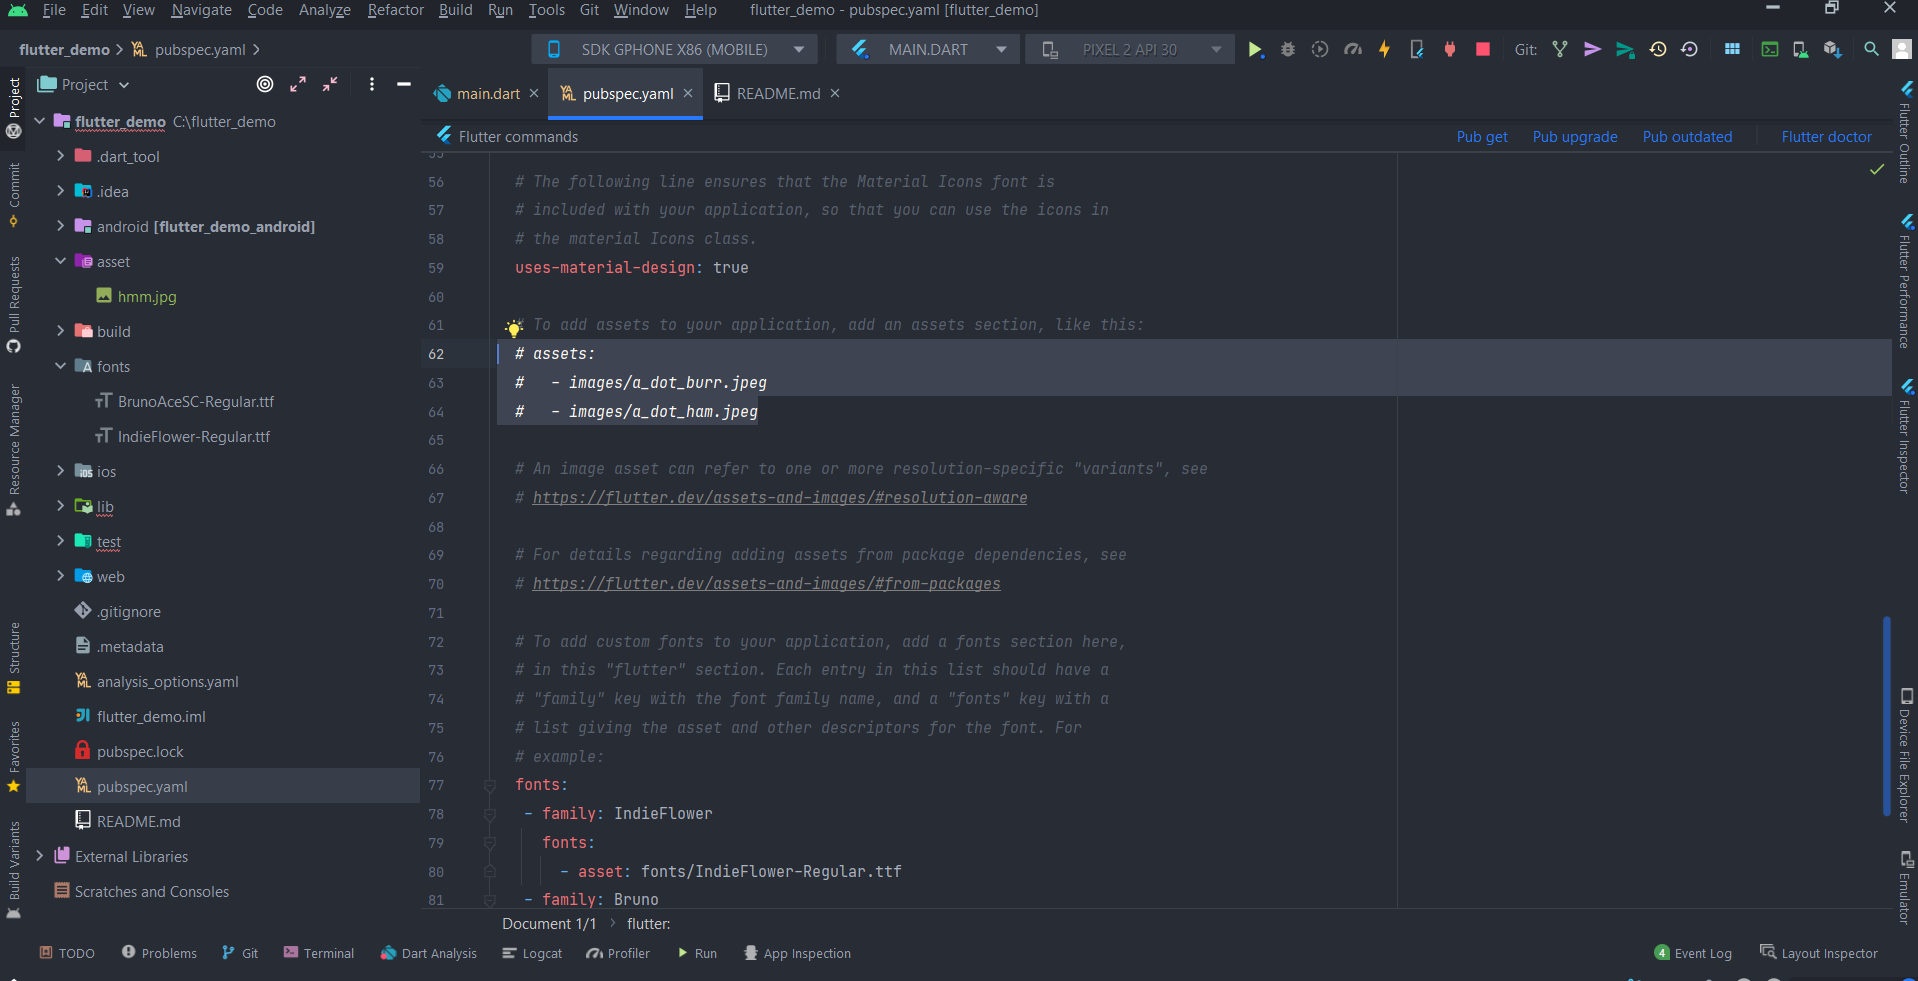 File Edit View Navigate Code Analyze Refactor Build Run Tools Git Window Help flutter_demo - pubspec.yaml [flutter_demo]
flutter_demo pubspec.yaml SDK GPHONE X86 (MOBILE) MAIN.DART PIXEL 2 API 30 Git:
Project
main.dart pubspec.yaml README.md
Flutter commands Pub get Pub upgrade Pub outdated Flutter doctor
Project
Commit
Pull Requests
Resource Manager
Structure
Favorites
Build Variants
flutter_demo C:\flutter_demo
.dart_tool
.idea
android [flutter_demo_android]
asset
hmm.jpg
build
fonts
BrunoAceSC-Regular.ttf
IndieFlower-Regular.ttf
ios
lib
test
web
.gitignore
.metadata
analysis_options.yaml
flutter_demo.iml
pubspec.lock
pubspec.yaml
README.md
External Libraries
Scratches and Consoles
55
56 # The following line ensures that the Material Icons font is
57 # included with your application, so that you can use the icons in
58 # the material Icons class.
59 uses-material-design: true
60
61 # To add assets to your application, add an assets section, like this:
62 # assets:
63 #   - images/a_dot_burr.jpeg
64 #   - images/a_dot_ham.jpeg
65
66 # An image asset can refer to one or more resolution-specific "variants", see
67 # https://flutter.dev/assets-and-images/#resolution-aware
68
69 # For details regarding adding assets from package dependencies, see
70 # https://flutter.dev/assets-and-images/#from-packages
71
72 # To add custom fonts to your application, add a fonts section here,
73 # in this "flutter" section. Each entry in this list should have a
74 # "family" key with the font family name, and a "fonts" key with a
75 # list giving the asset and other descriptors for the font. For
76 # example:
77 fonts:
78 - family: IndieFlower
79 fonts:
80 - asset: fonts/IndieFlower-Regular.ttf
81 - family: Bruno
Document 1/1 flutter:
Flutter Outline
Flutter Performance
Flutter Inspector
Device File Explorer
Emulator
TODO Problems Git Terminal Dart Analysis Logcat Profiler Run App Inspection 4 Event Log Layout Inspector